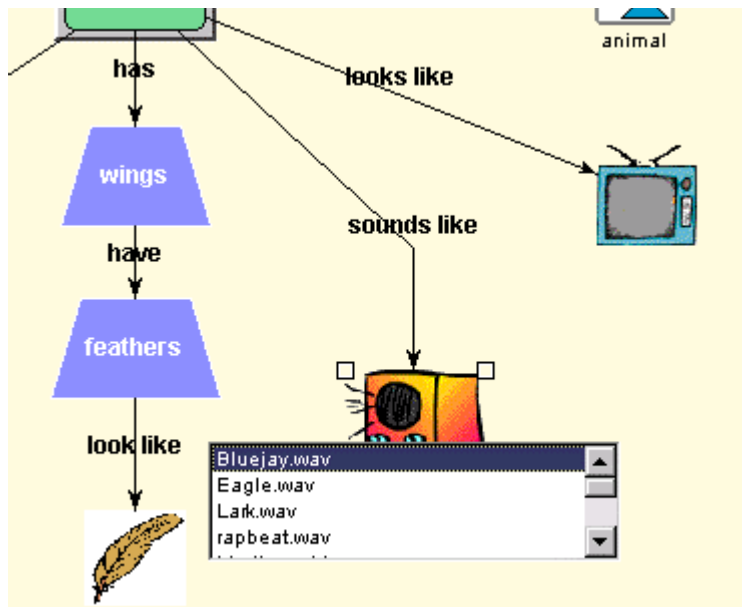 animal
has
looks like
wings
sounds like
have
feathers
look like
Bluejay.wav
Eagle.wav
Lark.wav
rapbeat.wav